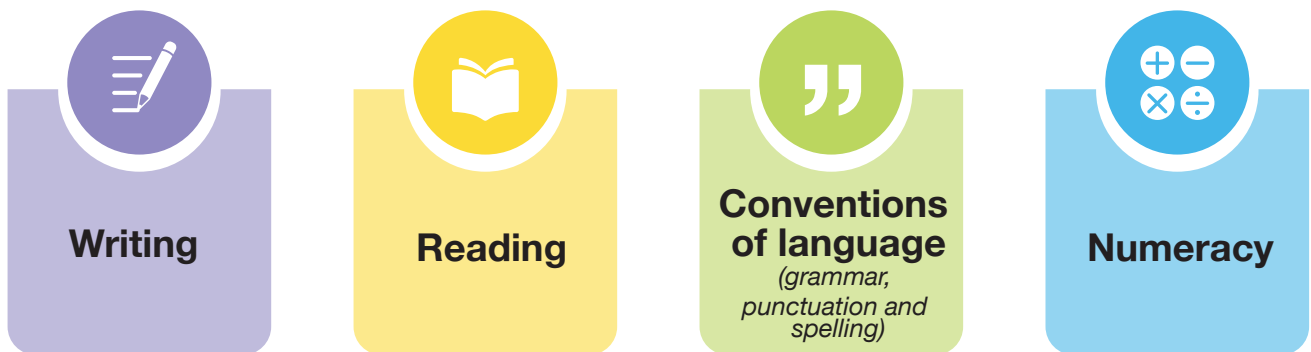 Writing
Reading
Conventions
of language
(grammar,
punctuation and
spelling)
Numeracy